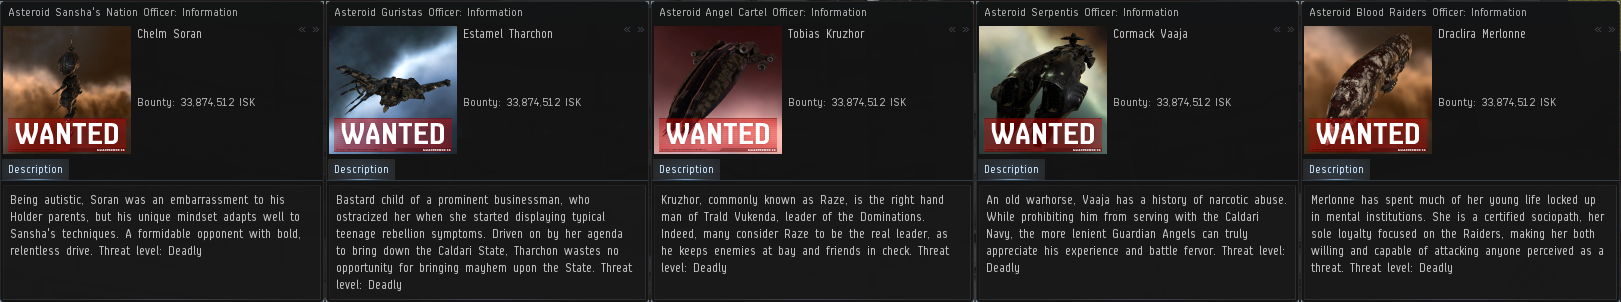 Asteroid Sansha's Nation Officer: Information
Chelm Soran
« »
Bounty: 33,874,512 ISK
WANTED
Description
Being autistic, Soran was an embarrassment to his
Holder parents, but his unique mindset adapts well to
Sansha's techniques. A formidable opponent with bold,
relentless drive. Threat level: Deadly
Asteroid Guristas Officer: Information
Estamel Tharchon
« »
Bounty: 33,874,512 ISK
WANTED
Description
Bastard child of a prominent businessman, who
ostracized her when she started displaying typical
teenage rebellion symptoms. Driven on by her agenda
to bring down the Caldari State, Tharchon wastes no
opportunity for bringing mayhem upon the State. Threat
level: Deadly
Asteroid Angel Cartel Officer: Information
Tobias Kruzhor
« »
Bounty: 33,874,512 ISK
WANTED
Description
Kruzhor, commonly known as Raze, is the right hand
man of Trald Vukenda, leader of the Dominations.
Indeed, many consider Raze to be the real leader, as
he keeps enemies at bay and friends in check. Threat
level: Deadly
Asteroid Serpentis Officer: Information
Cormack Vaaja
« »
Bounty: 33,874,512 ISK
WANTED
Description
An old warhorse, Vaaja has a history of narcotic abuse.
While prohibiting him from serving with the Caldari
Navy, the more lenient Guardian Angels can truly
appreciate his experience and battle fervor. Threat level:
Deadly
Asteroid Blood Raiders Officer: Information
Draclira Merlonne
« »
Bounty: 33,874,512 ISK
WANTED
Description
Merlonne has spent much of her young life locked up
in mental institutions. She is a certified sociopath, her
sole loyalty focused on the Raiders, making her both
willing and capable of attacking anyone perceived as a
threat. Threat level: Deadly